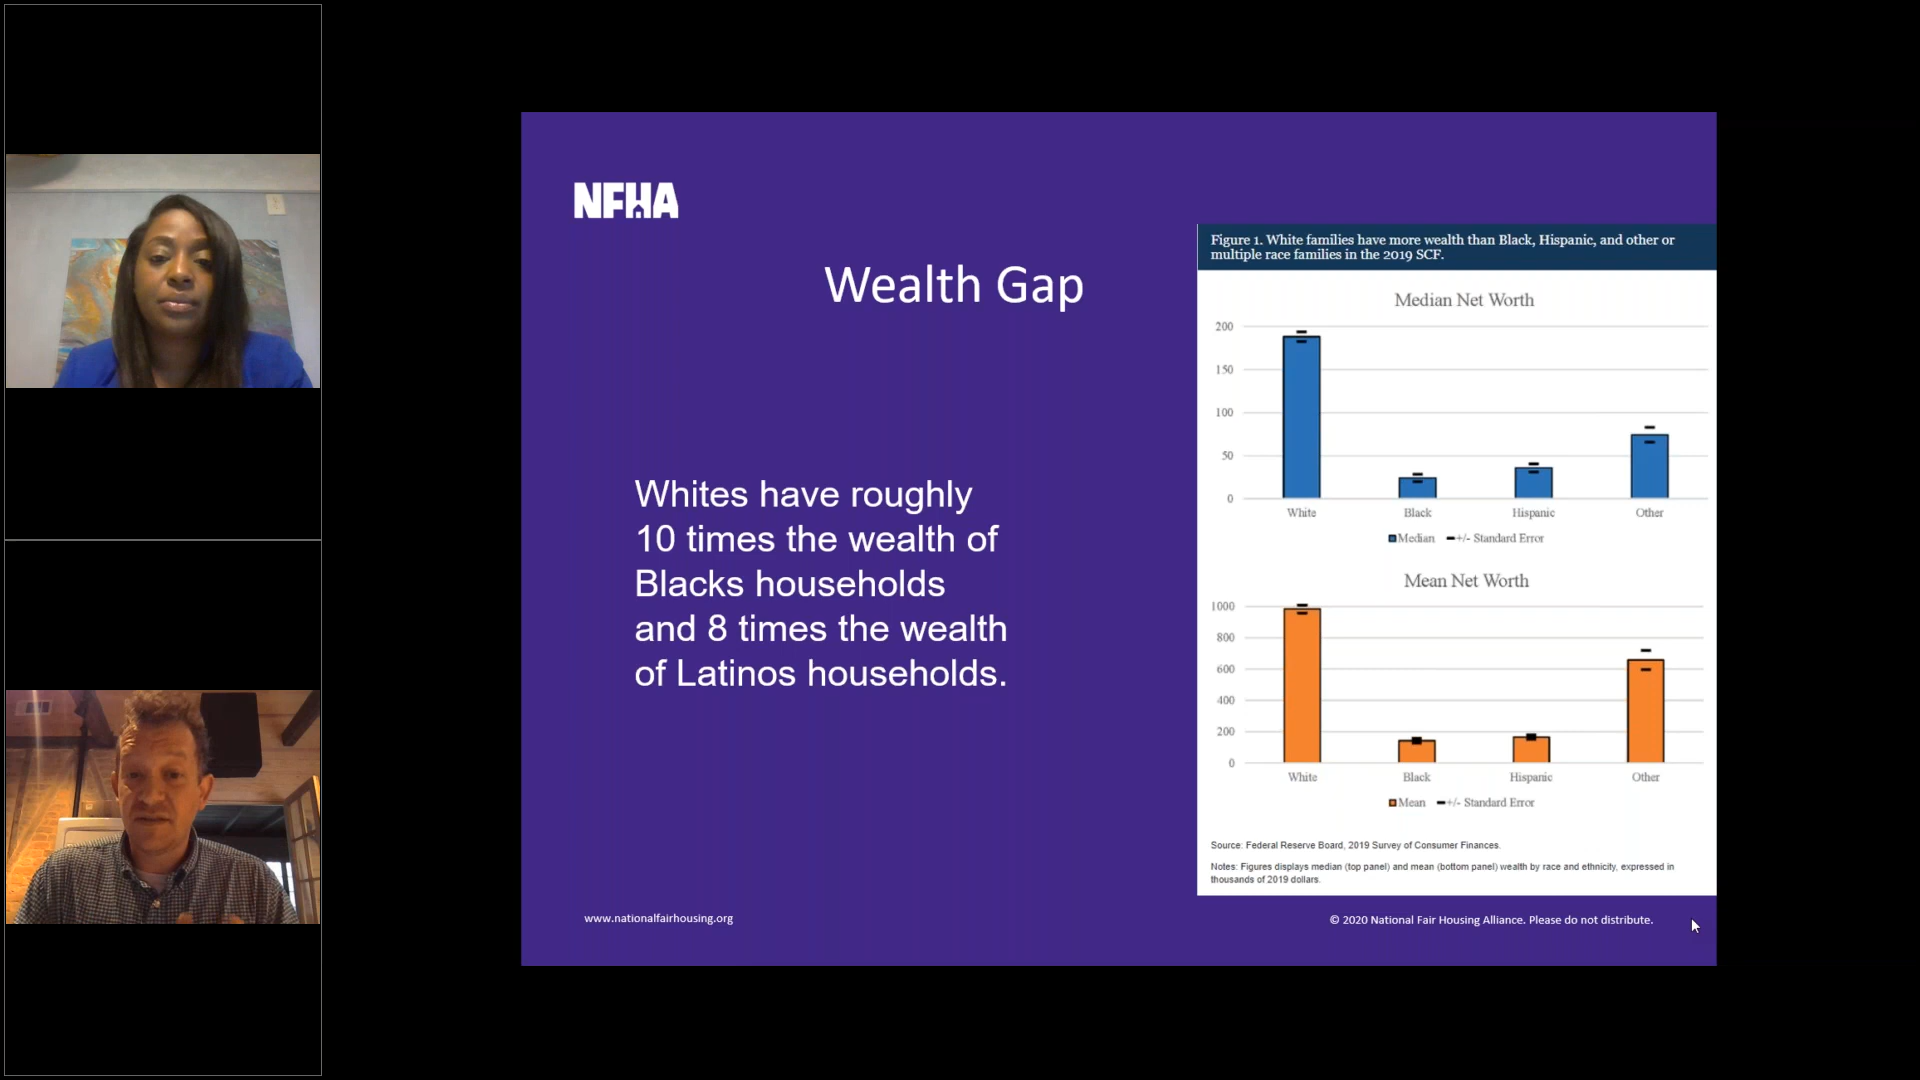 NFHA
Wealth Gap
Whites have roughly
10 times the wealth of
Blacks households
and 8 times the wealth
of Latinos households.
Figure 1. White families have more wealth than Black, Hispanic, and other or
multiple race families in the 2019 SCF.
Median Net Worth
200
150
100
50
0
White Black Hispanic Other
Median +/- Standard Error
Mean Net Worth
1000
800
600
400
200
0
White Black Hispanic Other
Mean +/- Standard Error
Source: Federal Reserve Board, 2019 Survey of Consumer Finances.
Notes: Figures displays median (top panel) and mean (bottom panel) wealth by race and ethnicity, expressed in
thousands of 2019 dollars.
www.nationalfairhousing.org
© 2020 National Fair Housing Alliance. Please do not distribute.